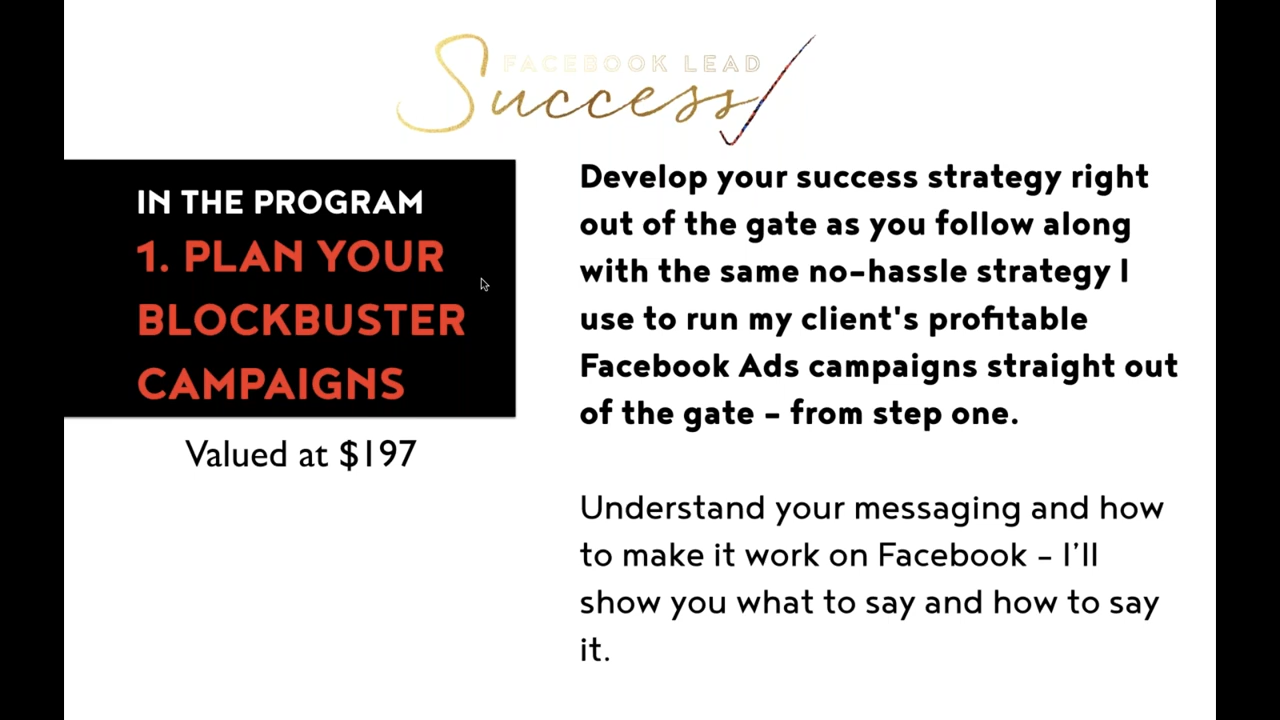 FACEBOOK LEAD
Success
IN THE PROGRAM
1. PLAN YOUR
BLOCKBUSTER
CAMPAIGNS
Valued at $197
Develop your success strategy right
out of the gate as you follow along
with the same no-hassle strategy I
use to run my client's profitable
Facebook Ads campaigns straight out
of the gate - from step one.
Understand your messaging and how
to make it work on Facebook - I’ll
show you what to say and how to say
it.